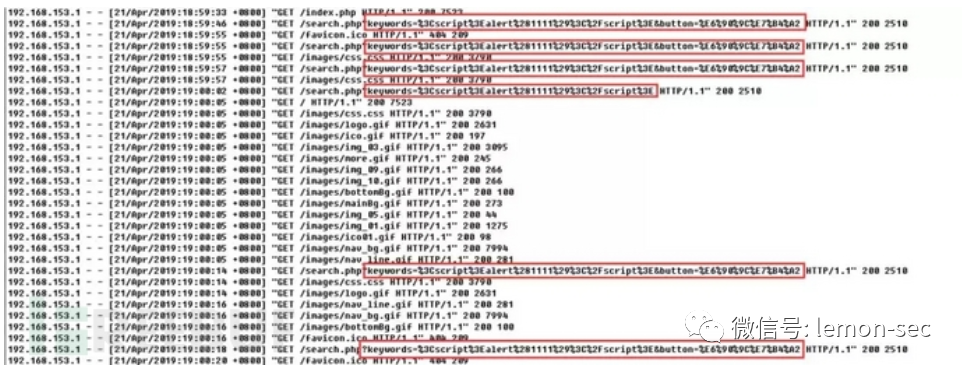 192.168.153.1 - - [21/Apr/2019:18:59:33 +0800] "GET /index.php HTTP/1.1" 200 7523
192.168.153.1 - - [21/Apr/2019:18:59:46 +0800] "GET /search.php?keywords=%3Cscript%3Ealert%281111%29%3C%2Fscript%3E&button=%E6%90%9C%E7%B4%A2 HTTP/1.1" 200 2510
192.168.153.1 - - [21/Apr/2019:18:59:55 +0800] "GET /favicon.ico HTTP/1.1" 404 209
192.168.153.1 - - [21/Apr/2019:18:59:55 +0800] "GET /search.php?keywords=%3Cscript%3Ealert%281111%29%3C%2Fscript%3E&button=%E6%90%9C%E7%B4%A2 HTTP/1.1" 200 2510
192.168.153.1 - - [21/Apr/2019:18:59:55 +0800] "GET /images/css.css HTTP/1.1" 200 3790
192.168.153.1 - - [21/Apr/2019:18:59:57 +0800] "GET /search.php?keywords=%3Cscript%3Ealert%281111%29%3C%2Fscript%3E&button=%E6%90%9C%E7%B4%A2 HTTP/1.1" 200 2510
192.168.153.1 - - [21/Apr/2019:18:59:57 +0800] "GET /images/css.css HTTP/1.1" 200 3790
192.168.153.1 - - [21/Apr/2019:19:00:02 +0800] "GET /search.php?keywords=%3Cscript%3Ealert%281111%29%3C%2Fscript%3E HTTP/1.1" 200 2510
192.168.153.1 - - [21/Apr/2019:19:00:05 +0800] "GET / HTTP/1.1" 200 7523
192.168.153.1 - - [21/Apr/2019:19:00:05 +0800] "GET /images/css.css HTTP/1.1" 200 3790
192.168.153.1 - - [21/Apr/2019:19:00:05 +0800] "GET /images/logo.gif HTTP/1.1" 200 2631
192.168.153.1 - - [21/Apr/2019:19:00:05 +0800] "GET /images/ico.gif HTTP/1.1" 200 197
192.168.153.1 - - [21/Apr/2019:19:00:05 +0800] "GET /images/img_03.gif HTTP/1.1" 200 3095
192.168.153.1 - - [21/Apr/2019:19:00:05 +0800] "GET /images/more.gif HTTP/1.1" 200 245
192.168.153.1 - - [21/Apr/2019:19:00:05 +0800] "GET /images/img_09.gif HTTP/1.1" 200 266
192.168.153.1 - - [21/Apr/2019:19:00:05 +0800] "GET /images/img_10.gif HTTP/1.1" 200 266
192.168.153.1 - - [21/Apr/2019:19:00:05 +0800] "GET /images/bottomBg.gif HTTP/1.1" 200 100
192.168.153.1 - - [21/Apr/2019:19:00:05 +0800] "GET /images/mainBg.gif HTTP/1.1" 200 273
192.168.153.1 - - [21/Apr/2019:19:00:05 +0800] "GET /images/img_05.gif HTTP/1.1" 200 44
192.168.153.1 - - [21/Apr/2019:19:00:05 +0800] "GET /images/img_01.gif HTTP/1.1" 200 1275
192.168.153.1 - - [21/Apr/2019:19:00:05 +0800] "GET /images/ico01.gif HTTP/1.1" 200 98
192.168.153.1 - - [21/Apr/2019:19:00:05 +0800] "GET /images/nav_bg.gif HTTP/1.1" 200 7994
192.168.153.1 - - [21/Apr/2019:19:00:05 +0800] "GET /images/nav_line.gif HTTP/1.1" 200 281
192.168.153.1 - - [21/Apr/2019:19:00:14 +0800] "GET /search.php?keywords=%3Cscript%3Ealert%281111%29%3C%2Fscript%3E&button=%E6%90%9C%E7%B4%A2 HTTP/1.1" 200 2510
192.168.153.1 - - [21/Apr/2019:19:00:14 +0800] "GET /images/css.css HTTP/1.1" 200 3790
192.168.153.1 - - [21/Apr/2019:19:00:14 +0800] "GET /images/logo.gif HTTP/1.1" 200 2631
192.168.153.1 - - [21/Apr/2019:19:00:16 +0800] "GET /images/nav_line.gif HTTP/1.1" 200 281
192.168.153.1 - - [21/Apr/2019:19:00:16 +0800] "GET /images/nav_bg.gif HTTP/1.1" 200 7994
192.168.153.1 - - [21/Apr/2019:19:00:16 +0800] "GET /images/bottomBg.gif HTTP/1.1" 200 100
192.168.153.1 - - [21/Apr/2019:19:00:16 +0800] "GET /favicon.ico HTTP/1.1" 404 209
192.168.153.1 - - [21/Apr/2019:19:00:18 +0800] "GET /search.php?keywords=%3Cscript%3Ealert%281111%29%3C%2Fscript%3E&button=%E6%90%9C%E7%B4%A2 HTTP/1.1" 200 2510
192.168.153.1 - - [21/Apr/2019:19:00:20 +0800] "GET /favicon.ico HTTP/1.1" 404 209
微信号: lemon-sec